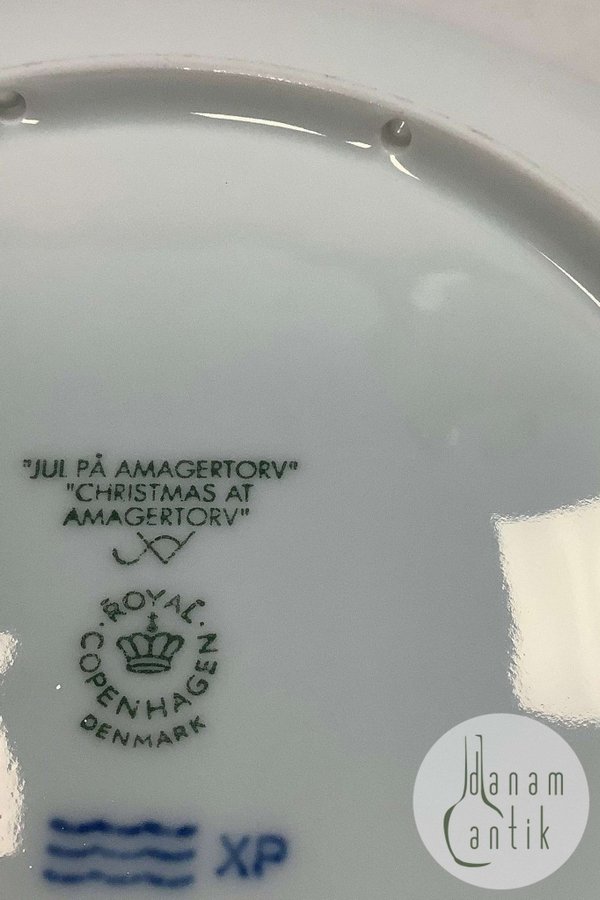 "JUL PÅ AMAGERTORV"
"CHRISTMAS AT
AMAGERTORV"
ROYAL
COPENHAGEN
DENMARK
XP
danam
antik